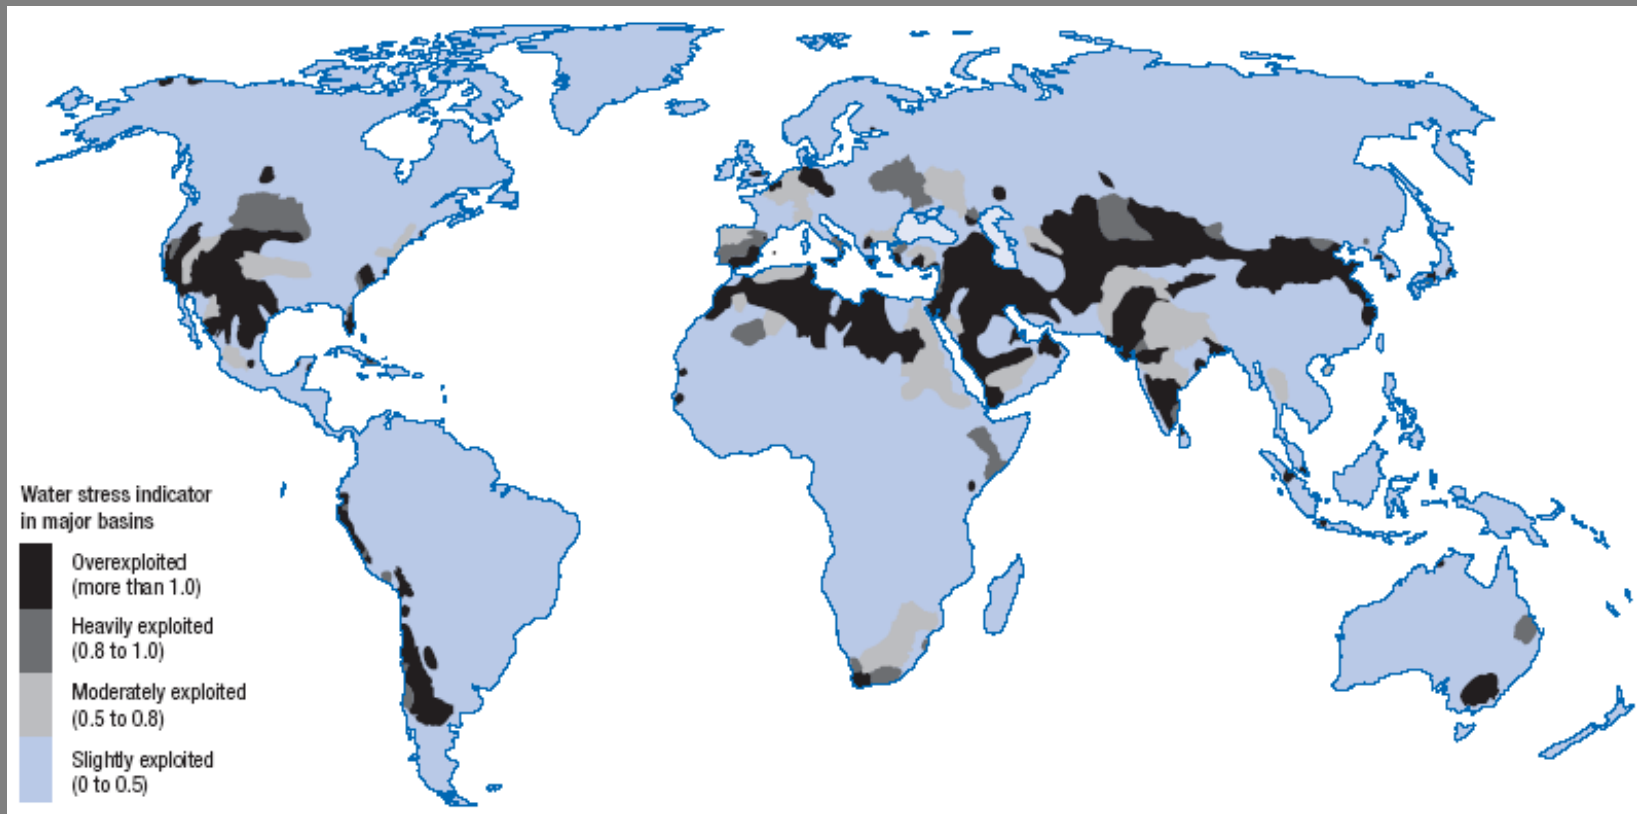 Water stress indicator
in major basins
Overexploited
(more than 1.0)
Heavily exploited
(0.8 to 1.0)
Moderately exploited
(0.5 to 0.8)
Slightly exploited
(0 to 0.5)